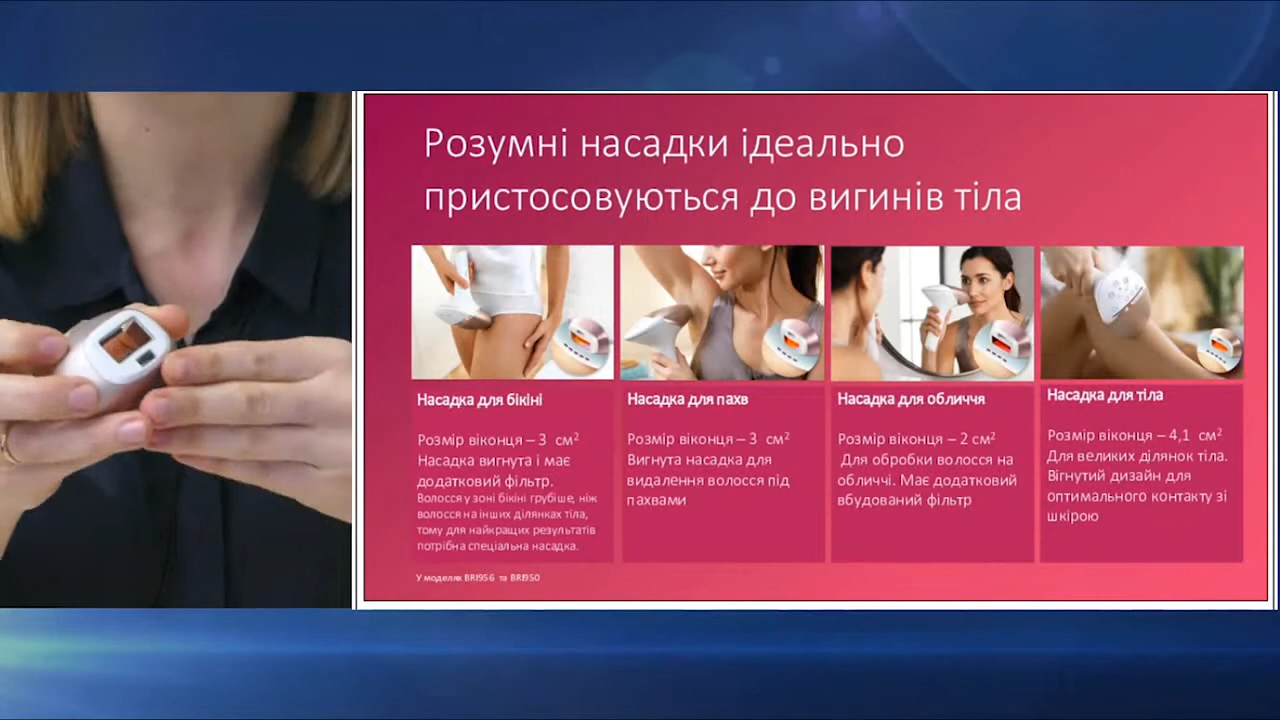 Розумні насадки ідеально
пристосовуються до вигинів тіла
Насадка для бікіні
Розмір віконця – 3 см²
Насадка вигнута і має
додатковий фільтр.
Волосся у зоні бікіні грубіше, ніж
волосся на інших ділянках тіла,
тому для найкращих результатів
потрібна спеціальна насадка.
Насадка для пахв
Розмір віконця – 3 см²
Вигнута насадка для
видалення волосся під
пахвами
Насадка для обличчя
Розмір віконця – 2 см²
Для обробки волосся на
обличчі. Має додатковий
вбудований фільтр
Насадка для тіла
Розмір віконця – 4,1 см²
Для великих ділянок тіла.
Вігнутий дизайн для
оптимального контакту зі
шкірою
У моделях BRI956 та BRI950